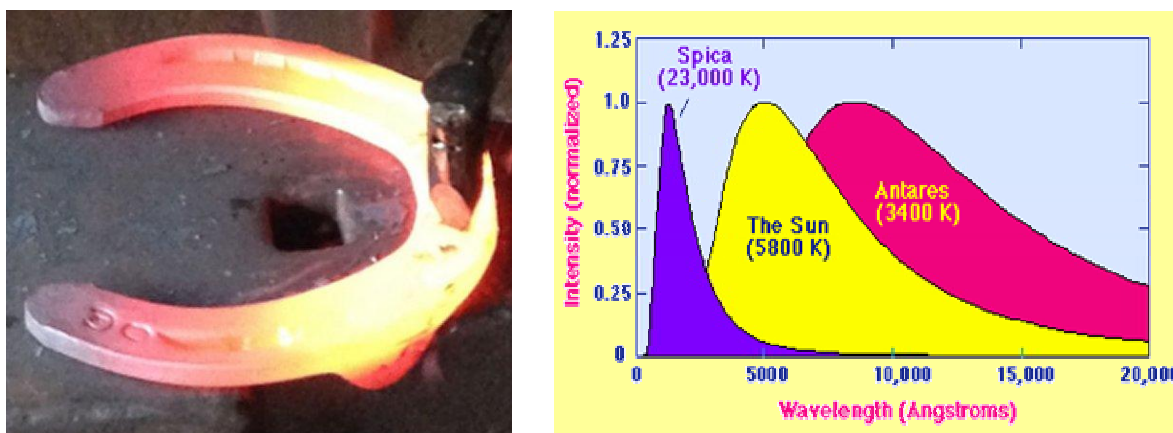 1.25
1.0
0.75
0.50
0.25
0
Intensity (normalized)
Spica
(23,000 K)
The Sun
(5800 K)
Antares
(3400 K)
0
5000
10,000
15,000
Wavelength (Angstroms)